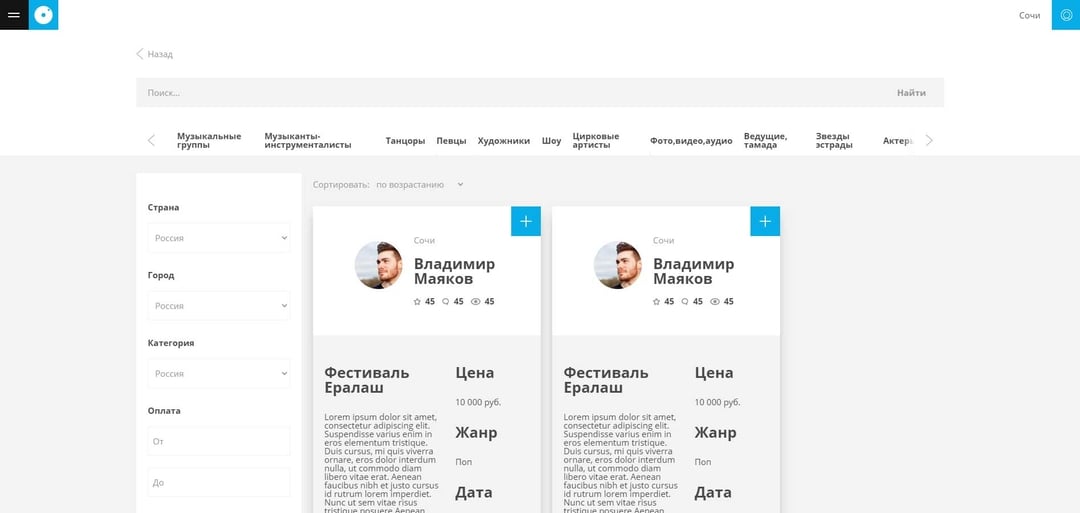 Сочи
Назад
Поиск...
Найти
Музыкальные
группы
Музыканты-
инструменталисты
Танцоры
Певцы
Художники
Шоу
Цирковые
артисты
Фото,видео,аудио
Ведущие,
тамада
Звезды
эстрады
Актеры
Страна
Россия
Город
Россия
Категория
Россия
Оплата
От
До
Сортировать: по возрастанию
Сочи
Владимир
Маяков
45 45 45
Фестиваль
Ералаш
Lorem ipsum dolor sit amet,
consectetur adipiscing elit.
Suspendisse varius enim in
eros elementum tristique.
Duis cursus, mi quis viverra
ornare, eros dolor interdum
nulla, ut commodo diam
libero vitae erat. Aenean
faucibus nibh et justo cursus
id rutrum lorem imperdiet.
Nunc ut sem vitae risus
tristique posuere Aenean
Цена
10 000 руб.
Жанр
Поп
Дата
Сочи
Владимир
Маяков
45 45 45
Фестиваль
Ералаш
Lorem ipsum dolor sit amet,
consectetur adipiscing elit.
Suspendisse varius enim in
eros elementum tristique.
Duis cursus, mi quis viverra
ornare, eros dolor interdum
nulla, ut commodo diam
libero vitae erat. Aenean
faucibus nibh et justo cursus
id rutrum lorem imperdiet.
Nunc ut sem vitae risus
tristique posuere Aenean
Цена
10 000 руб.
Жанр
Поп
Дата